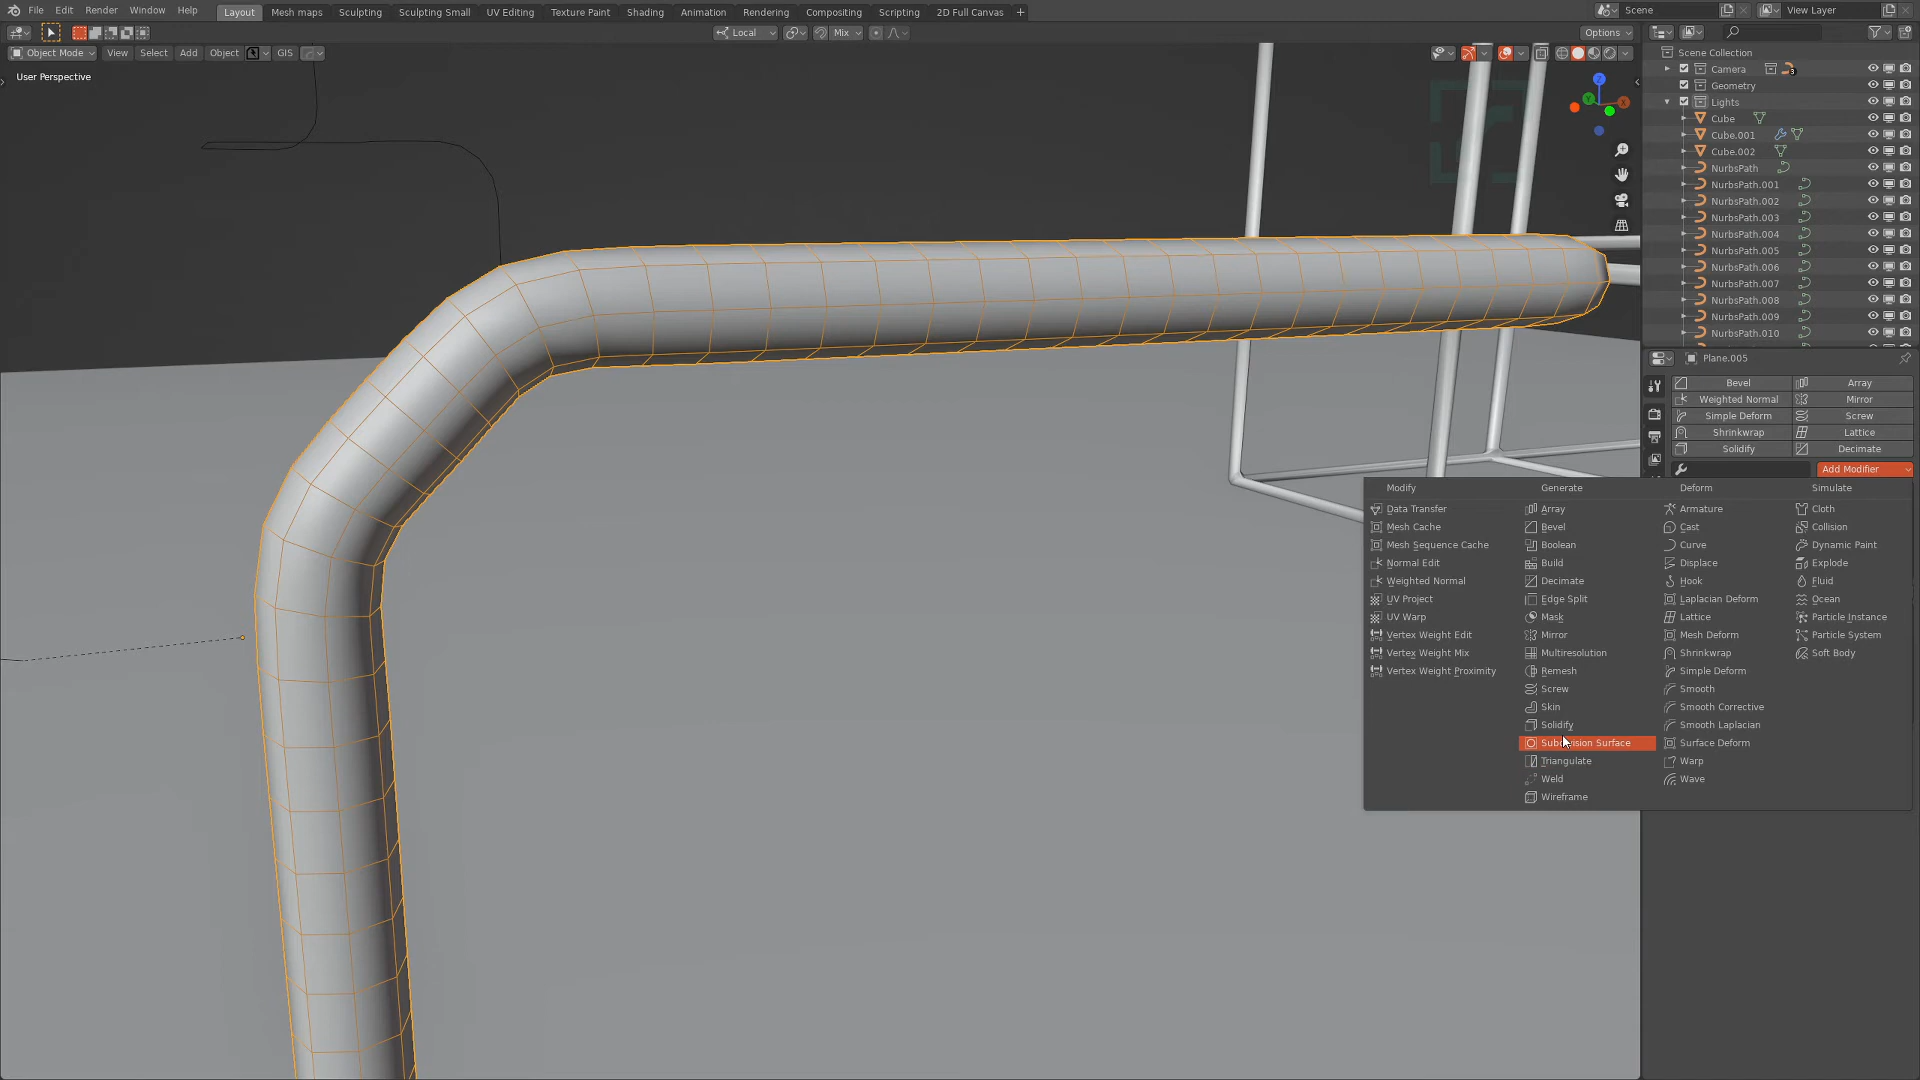 File Edit Render Window Help Layout Mesh maps Sculpting Sculpting Small UV Editing Texture Paint Shading Animation Rendering Compositing Scripting 2D Full Canvas + Scene View Layer
Local Mix Options
Object Mode View Select Add Object GIS
User Perspective
Scene Collection
Camera 3
Geometry
Lights
Cube
Cube.001
Cube.002
NurbsPath
NurbsPath.001
NurbsPath.002
NurbsPath.003
NurbsPath.004
NurbsPath.005
NurbsPath.006
NurbsPath.007
NurbsPath.008
NurbsPath.009
NurbsPath.010
Z
Y
X
Plane.005
Bevel Array
Weighted Normal Mirror
Simple Deform Screw
Shrinkwrap Lattice
Solidify Decimate
Add Modifier
Modify Generate Deform Simulate
Data Transfer Array Armature Cloth
Mesh Cache Bevel Cast Collision
Mesh Sequence Cache Boolean Curve Dynamic Paint
Normal Edit Build Displace Explode
Weighted Normal Decimate Hook Fluid
UV Project Edge Split Laplacian Deform Ocean
UV Warp Mask Lattice Particle Instance
Vertex Weight Edit Mirror Mesh Deform Particle System
Vertex Weight Mix Multiresolution Shrinkwrap Soft Body
Vertex Weight Proximity Remesh Simple Deform
Screw Smooth
Skin Smooth Corrective
Solidify Smooth Laplacian
Subdivision Surface Surface Deform
Triangulate Warp
Weld Wave
Wireframe